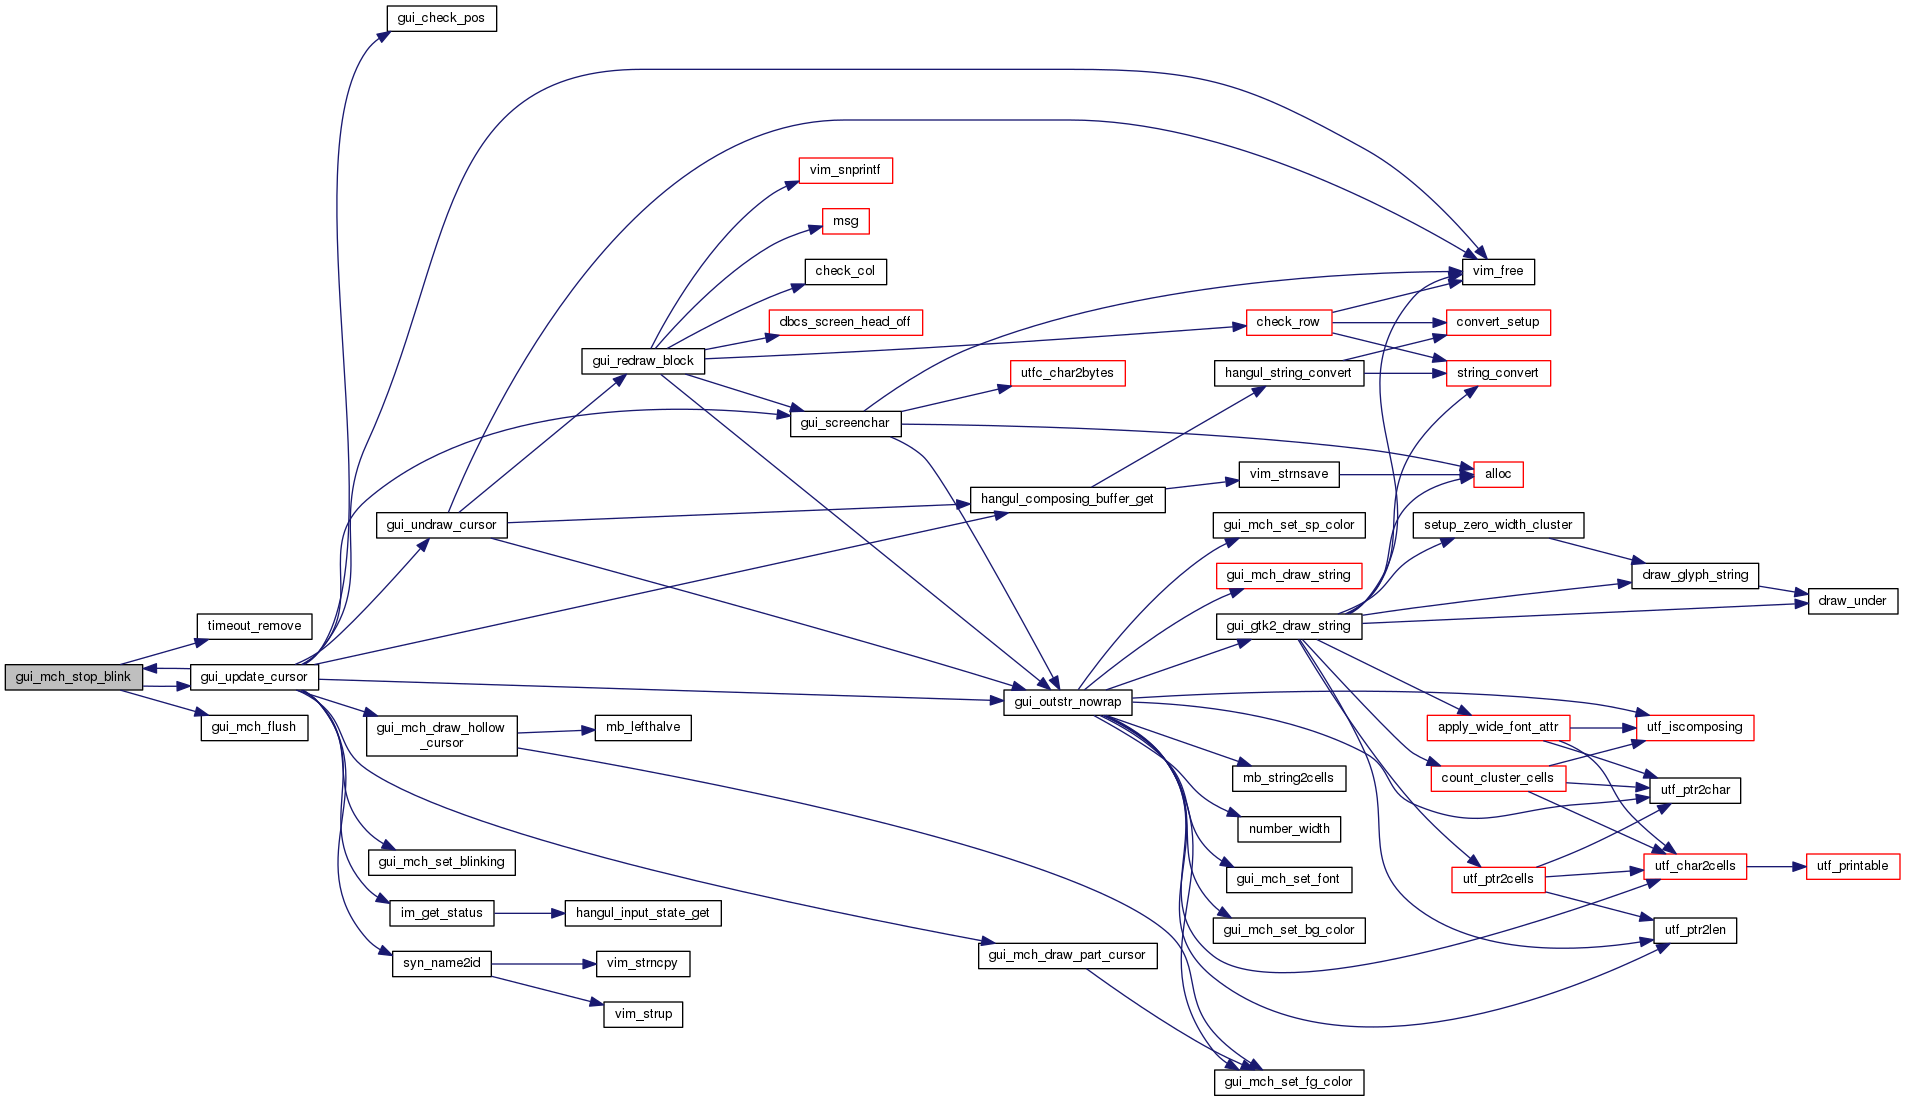 gui_check_pos
vim_snprintf
msg
check_col
vim_free
dbcs_screen_head_off
check_row
convert_setup
gui_redraw_block
utfc_char2bytes
hangul_string_convert
string_convert
gui_screenchar
vim_strnsave
alloc
hangul_composing_buffer_get
gui_undraw_cursor
gui_mch_set_sp_color
setup_zero_width_cluster
gui_mch_draw_string
draw_glyph_string
draw_under
timeout_remove
gui_gtk2_draw_string
gui_mch_stop_blink
gui_update_cursor
gui_outstr_nowrap
gui_mch_flush
gui_mch_draw_hollow
_cursor
mb_lefthalve
apply_wide_font_attr
utf_iscomposing
mb_string2cells
count_cluster_cells
utf_ptr2char
number_width
gui_mch_set_blinking
gui_mch_set_font
utf_ptr2cells
utf_char2cells
utf_printable
im_get_status
hangul_input_state_get
gui_mch_set_bg_color
utf_ptr2len
syn_name2id
vim_strncpy
gui_mch_draw_part_cursor
vim_strup
gui_mch_set_fg_color